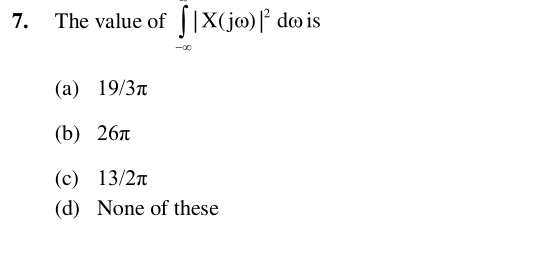 7. The value of ∫|X(jω)|² dω is
−∞
(a) 19/3π
(b) 26π
(c) 13/2π
(d) None of these